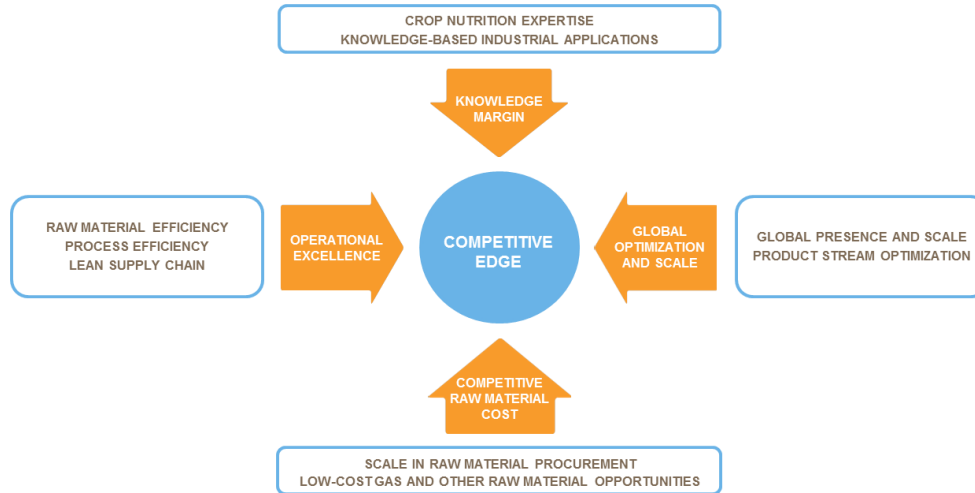 CROP NUTRITION EXPERTISE
KNOWLEDGE-BASED INDUSTRIAL APPLICATIONS
KNOWLEDGE
MARGIN
RAW MATERIAL EFFICIENCY
PROCESS EFFICIENCY
LEAN SUPPLY CHAIN
OPERATIONAL
EXCELLENCE
COMPETITIVE
EDGE
GLOBAL
OPTIMIZATION
AND SCALE
GLOBAL PRESENCE AND SCALE
PRODUCT STREAM OPTIMIZATION
COMPETITIVE
RAW MATERIAL
COST
SCALE IN RAW MATERIAL PROCUREMENT
LOW-COST GAS AND OTHER RAW MATERIAL OPPORTUNITIES